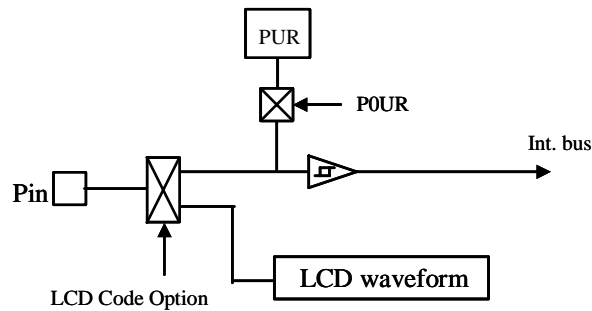 PUR
P0UR
Int. bus
Pin
LCD waveform
LCD Code Option